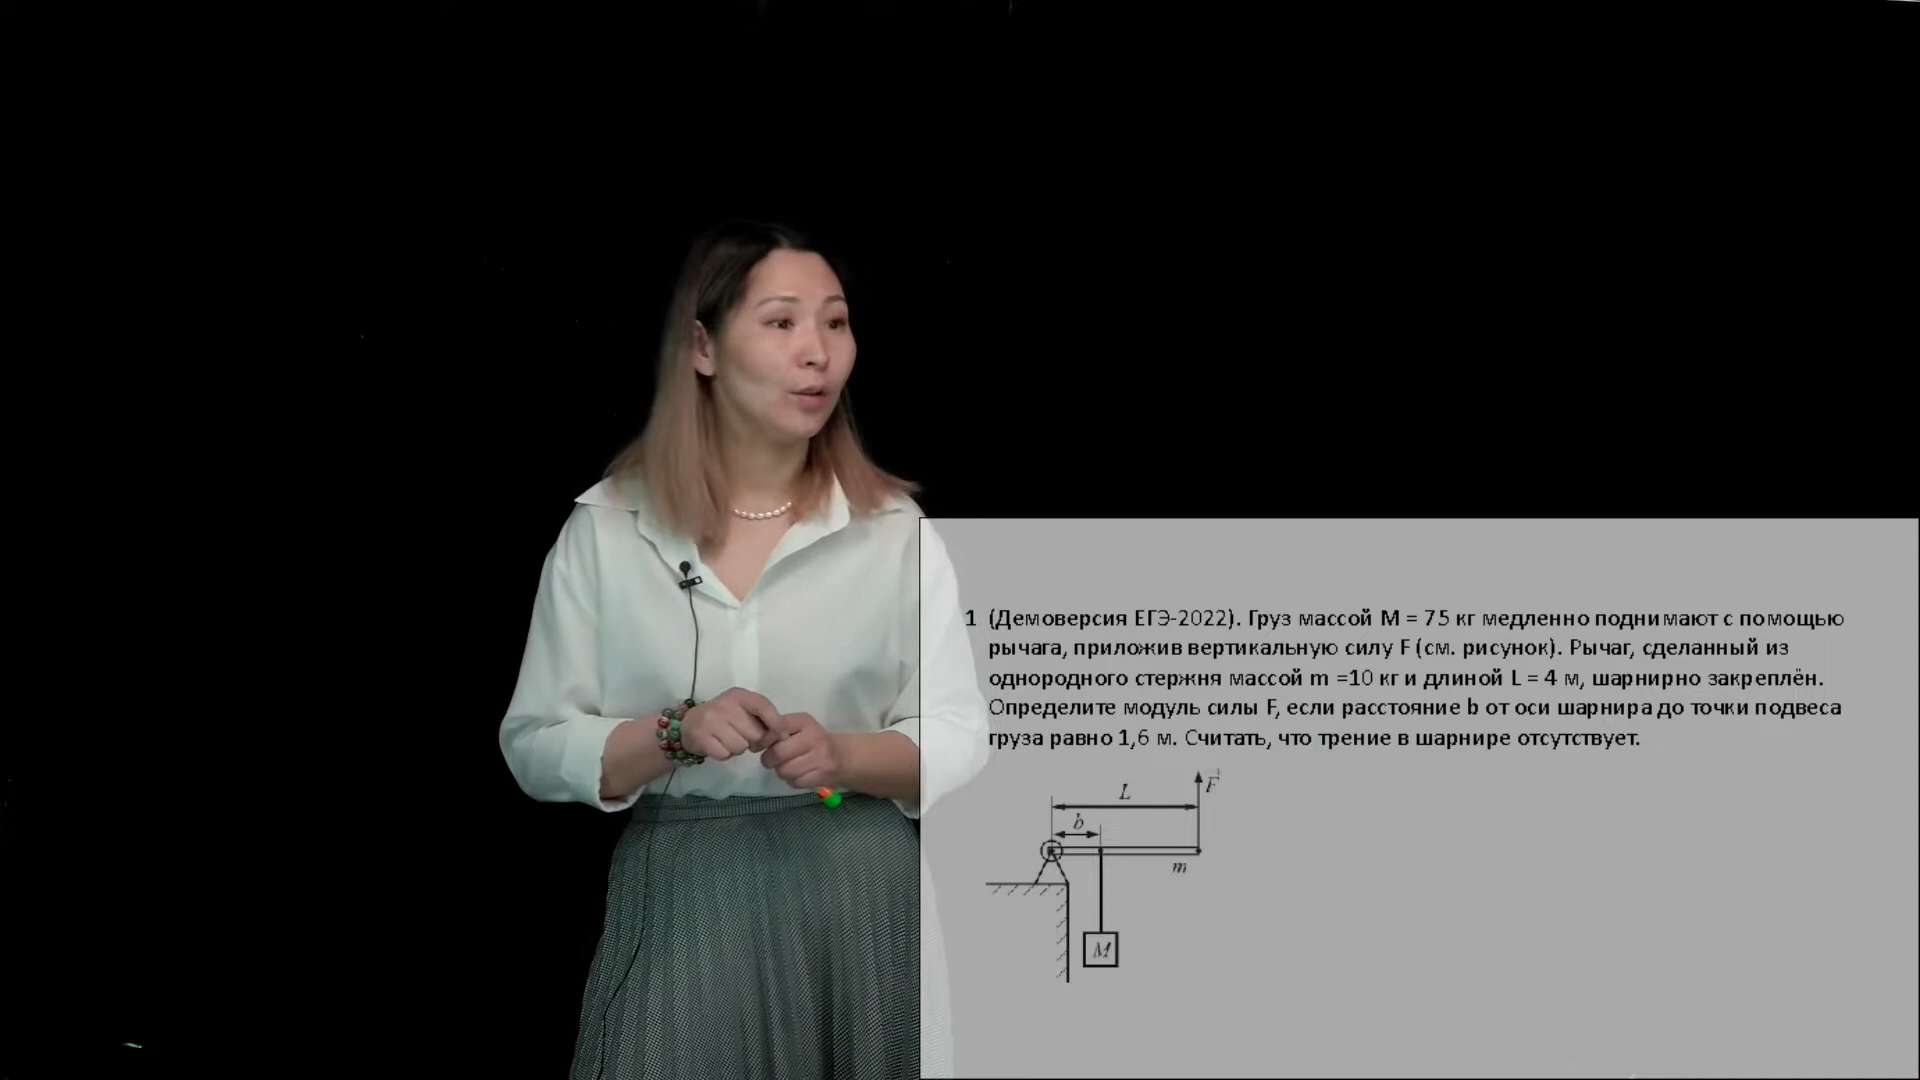 1 (Демоверсия ЕГЭ-2022). Груз массой М = 75 кг медленно поднимают с помощью
рычага, приложив вертикальную силу F (см. рисунок). Рычаг, сделанный из
однородного стержня массой m =10 кг и длиной L = 4 м, шарнирно закреплён.
Определите модуль силы F, если расстояние b от оси шарнира до точки подвеса
груза равно 1,6 м. Считать, что трение в шарнире отсутствует.
F
L
b
m
M